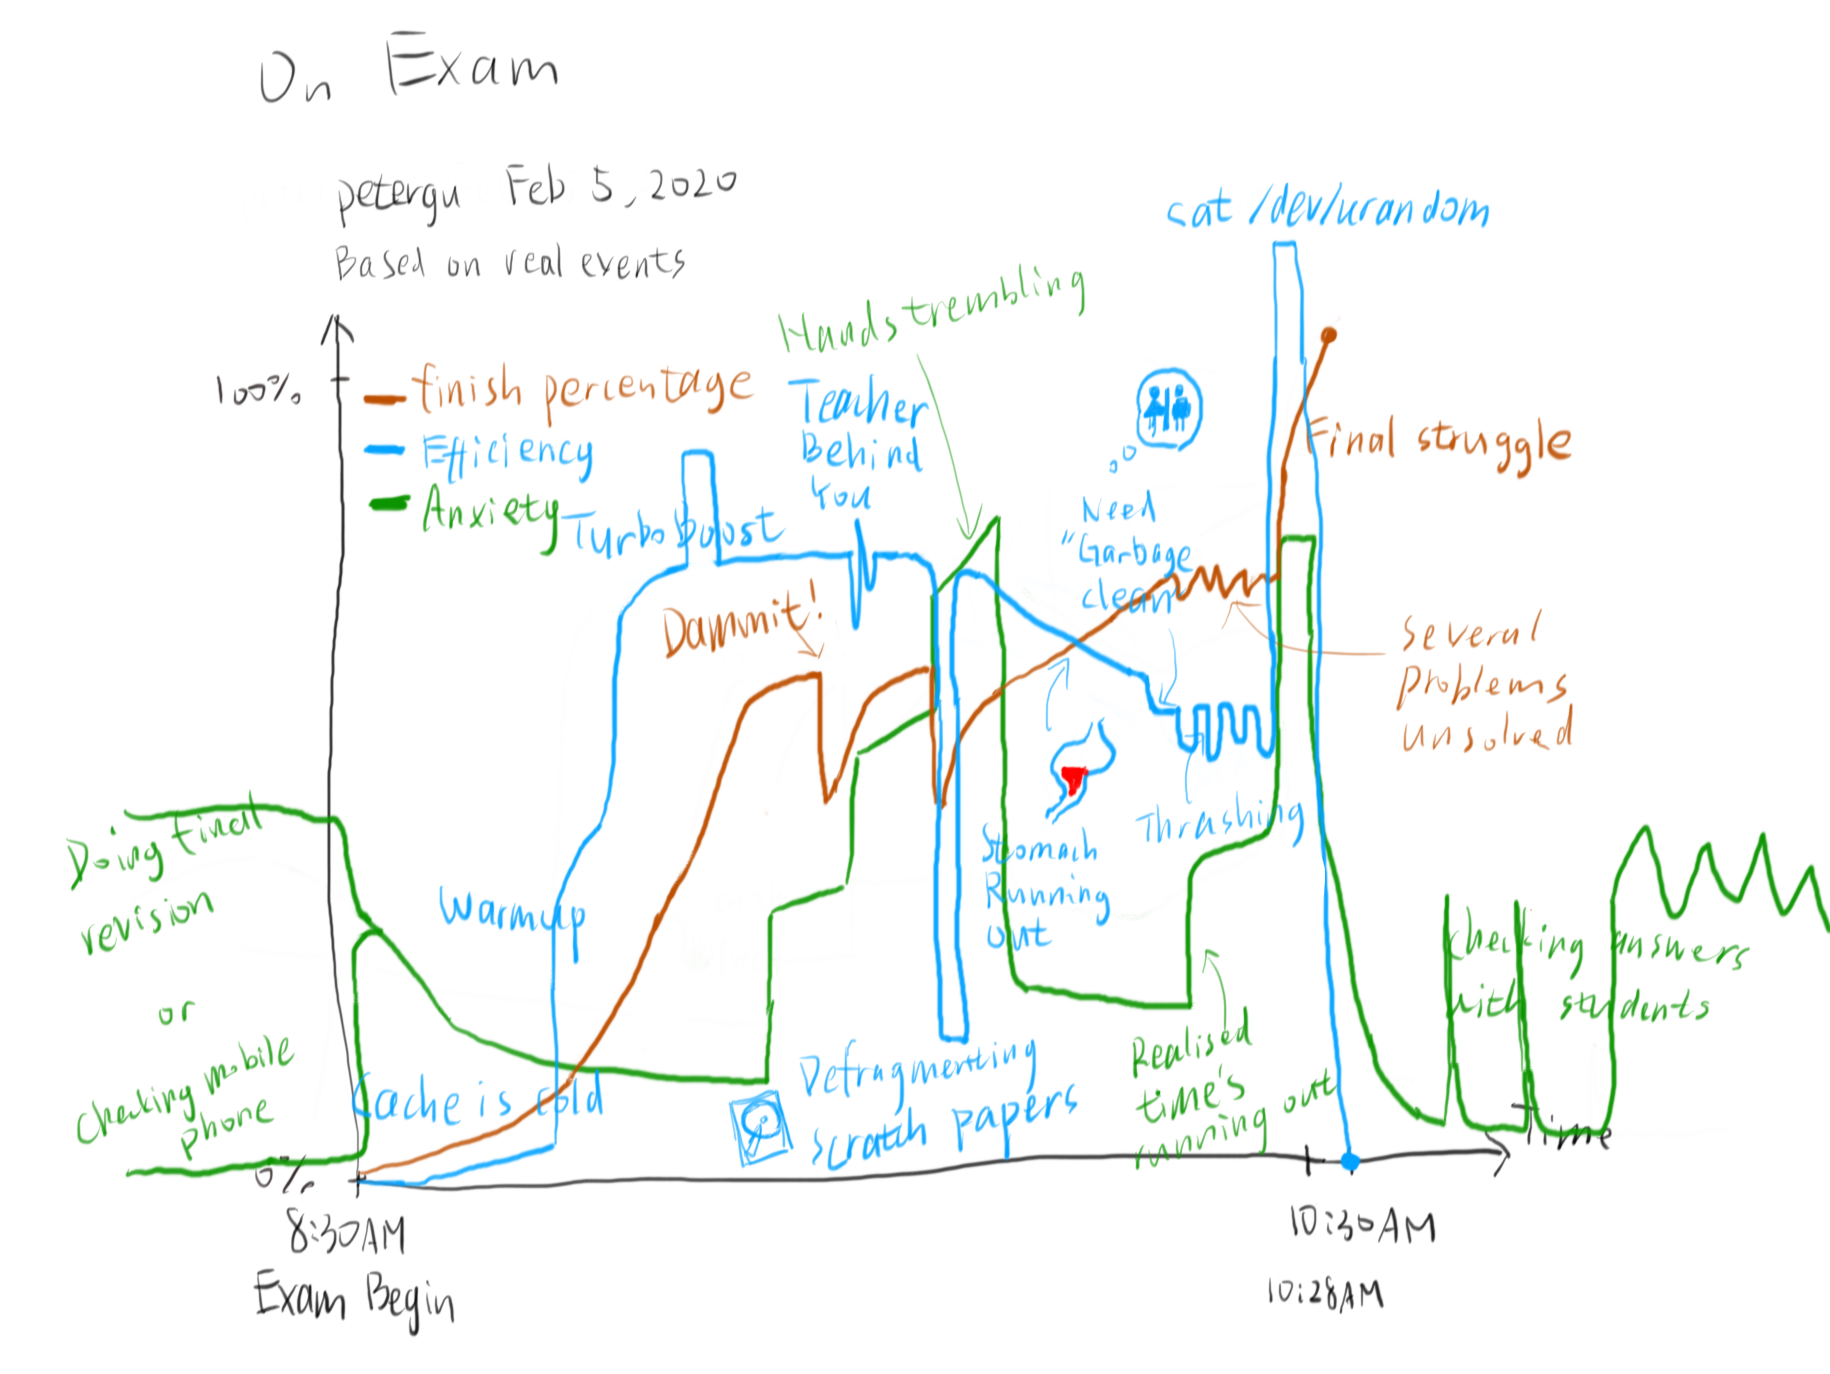 On Exam
petergu Feb 5, 2020
Based on real events
100%
finish percentage
Efficiency
Anxiety
Turbo Boost
Hands trembling
Teacher
Behind
You
cat /dev/urandom
Final struggle
Need
"Garbage
clean"
Dammit!
Several
problems
unsolved
Doing final
revision
or
checking mobile
phone
Warmup
Cache is cold
Stomach
Running
out
Thrashing
Defragmenting
scratch papers
Realised
time's
running out
checking answers
with students
Time
0%
8:30AM
Exam Begin
10:30AM
10:28AM